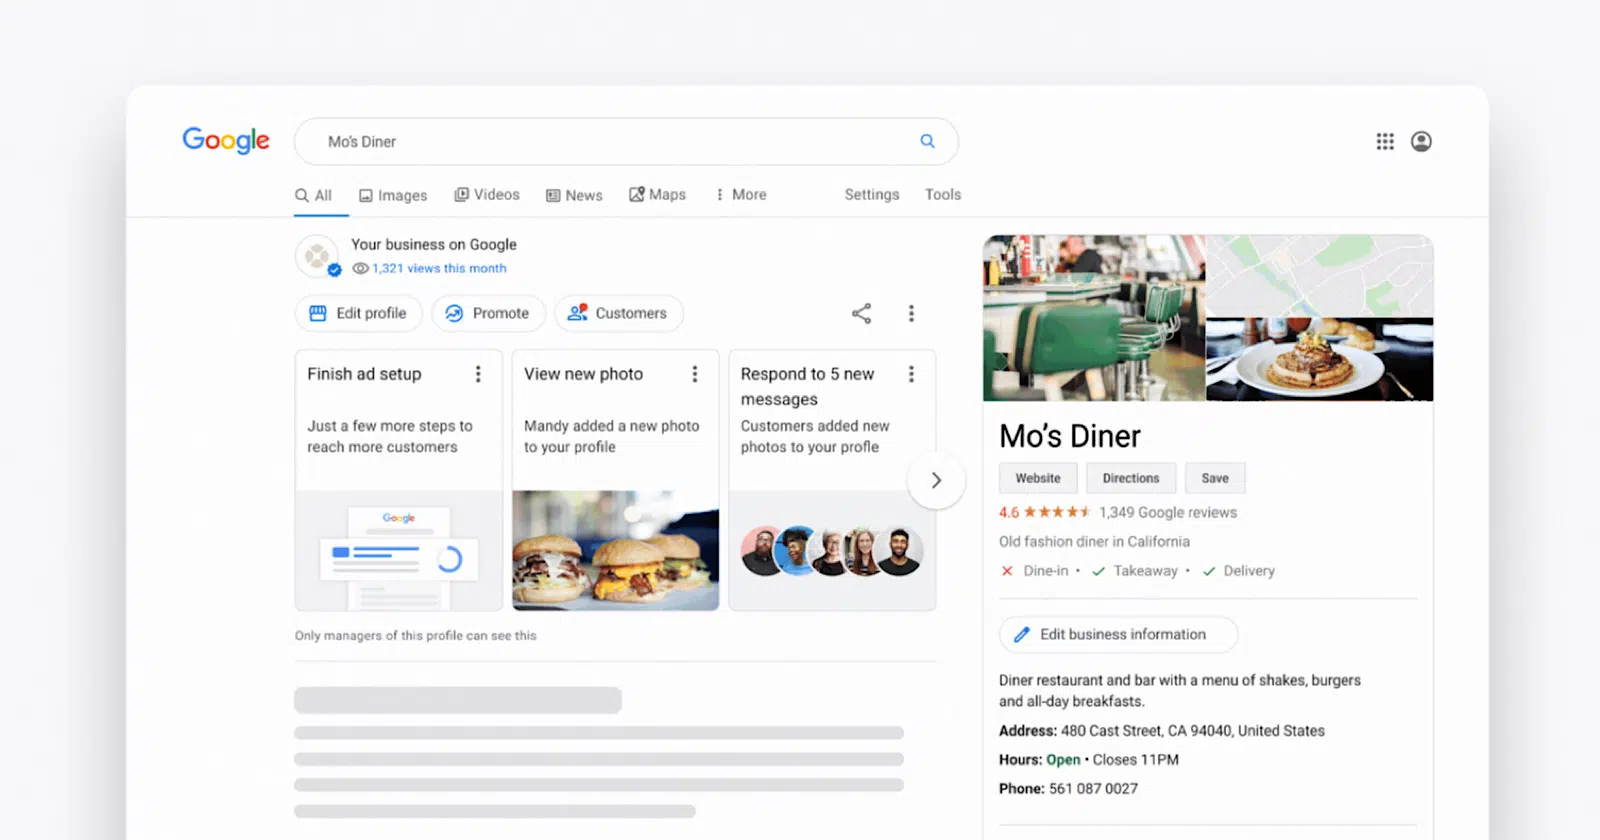 Google
Mo's Diner
All Images Videos News Maps More Settings Tools
Your business on Google
1,321 views this month
Edit profile Promote Customers
Finish ad setup
Just a few more steps to
reach more customers
Google
View new photo
Mandy added a new photo
to your profile
Respond to 5 new
messages
Customers added new
photos to your profle
Only managers of this profile can see this
Mo's Diner
Website Directions Save
4.6 1,349 Google reviews
Old fashion diner in California
Dine-in • Takeaway • Delivery
Edit business information
Diner restaurant and bar with a menu of shakes, burgers
and all-day breakfasts.
Address: 480 Cast Street, CA 94040, United States
Hours: Open • Closes 11PM
Phone: 561 087 0027